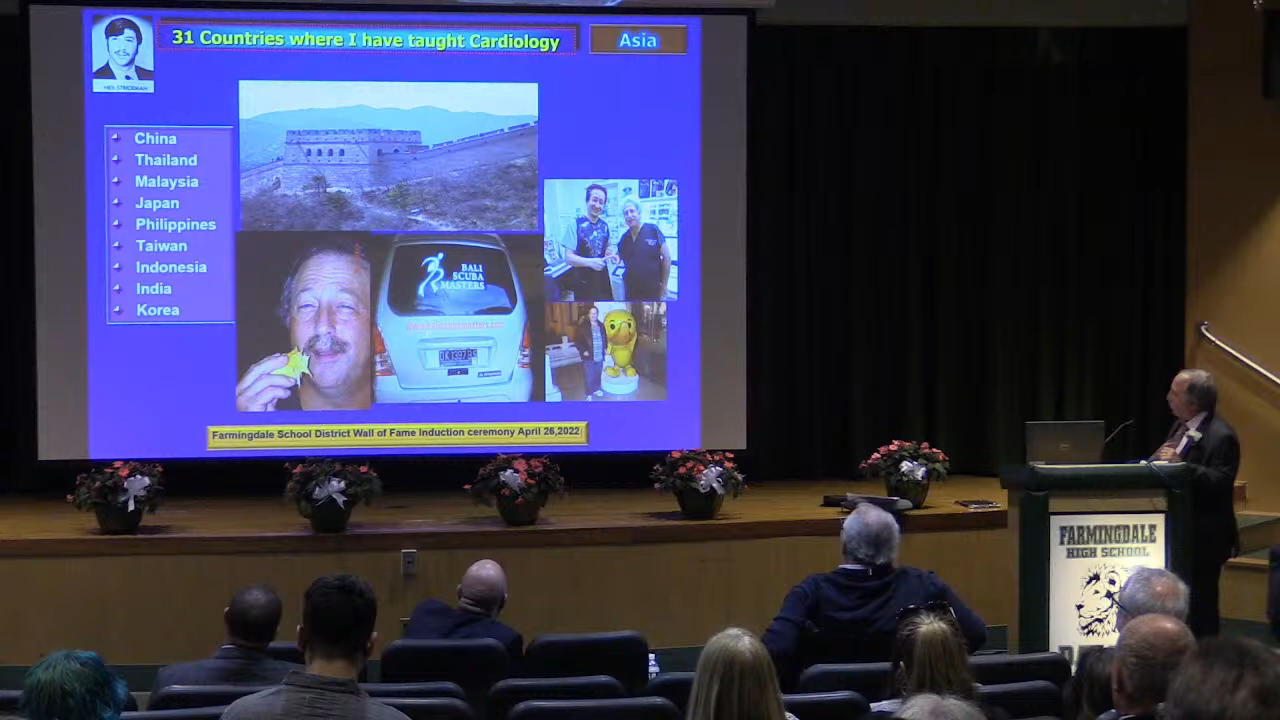 31 Countries where I have taught Cardiology
Asia
China
Thailand
Malaysia
Japan
Philippines
Taiwan
Indonesia
India
Korea
BALI
SCUBA
MASTERS
Farmingdale School District Wall of Fame Induction ceremony April 26,2022
FARMINGDALE
HIGH SCHOOL